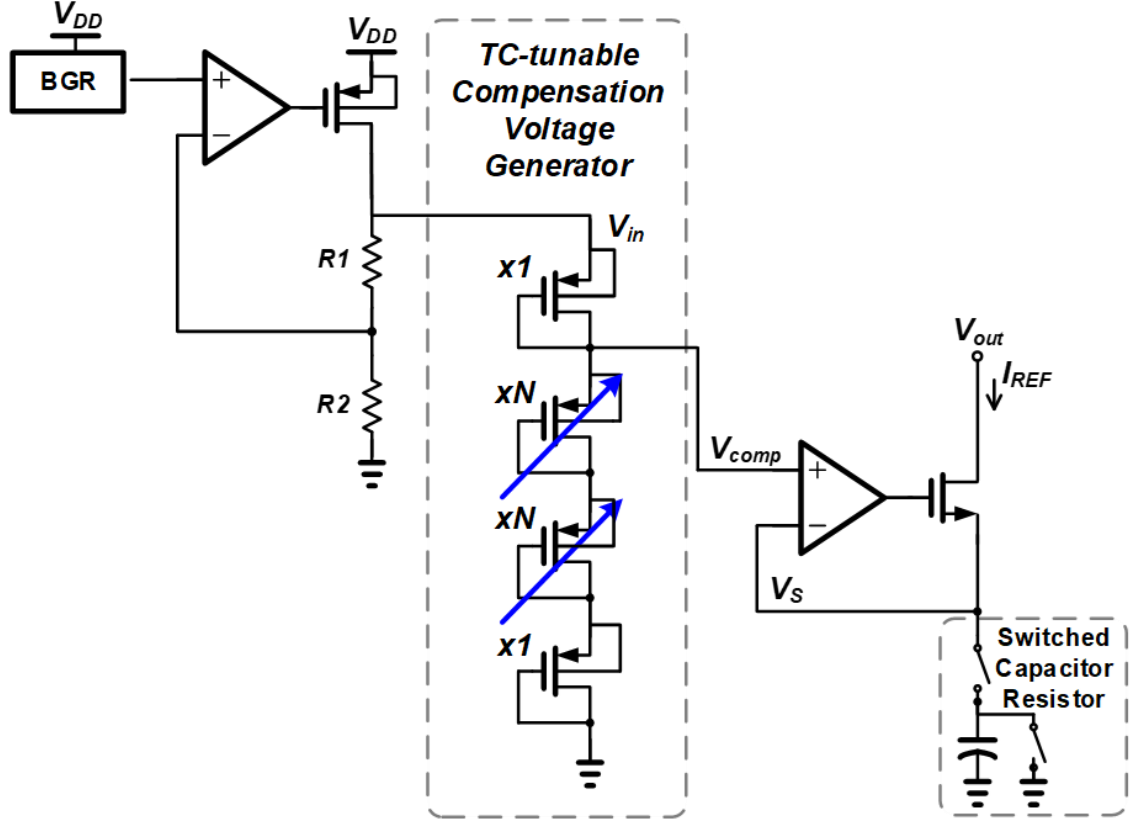 VDD
BGR
+
−
VDD
R1
R2
TC-tunable
Compensation
Voltage
Generator
Vin
x1
xN
xN
x1
Vcomp
+
−
VS
Vout
IREF
Switched
Capacitor
Resistor